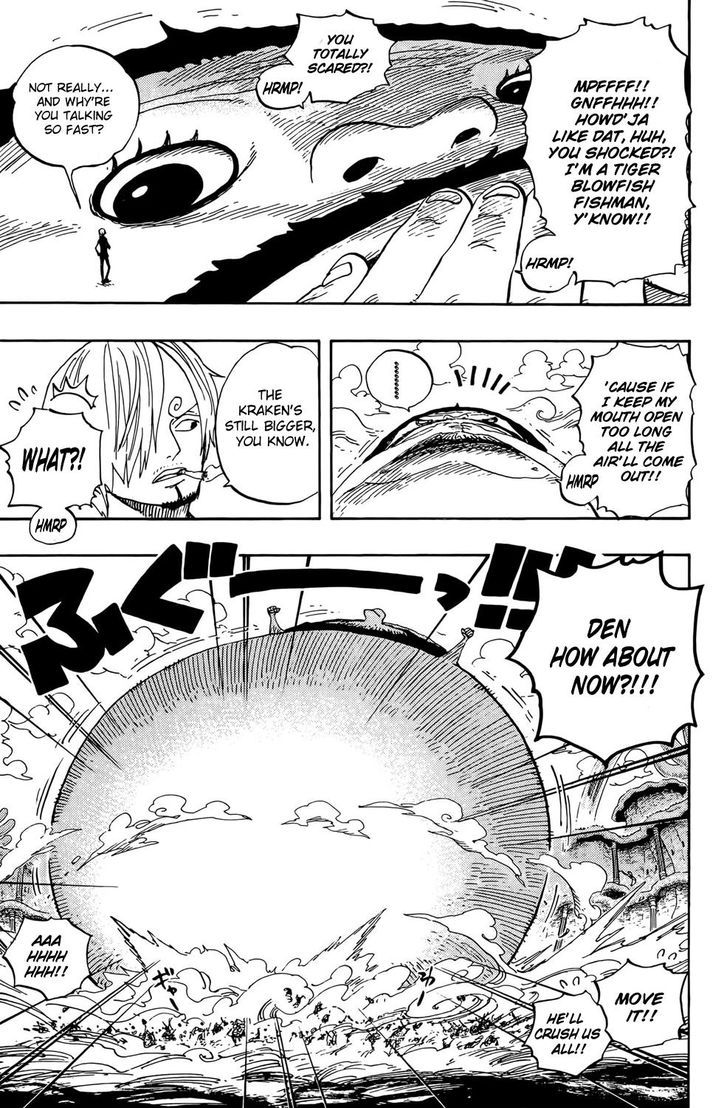 MPFFFF!!
GNFFHHH!!
HOWD'JA
LIKE DAT, HUH,
YOU SHOCKED?!
I'M A TIGER
BLOWFISH
FISHMAN,
Y'KNOW!!
HRMP!
YOU
TOTALLY
SCARED?!
HRMP!
NOT REALLY...
AND WHY'RE
YOU TALKING
SO FAST?
'CAUSE IF
I KEEP MY
MOUTH OPEN
TOO LONG
ALL THE
AIR'LL COME
OUT!!
HMRP
THE
KRAKEN'S
STILL BIGGER,
YOU KNOW.
WHAT?!
HMRP
DEN
HOW ABOUT
NOW?!!!
ふぐーっ!!
MOVE
IT!!
HE'LL
CRUSH US
ALL!!
AAA
HHHH
HHH!!